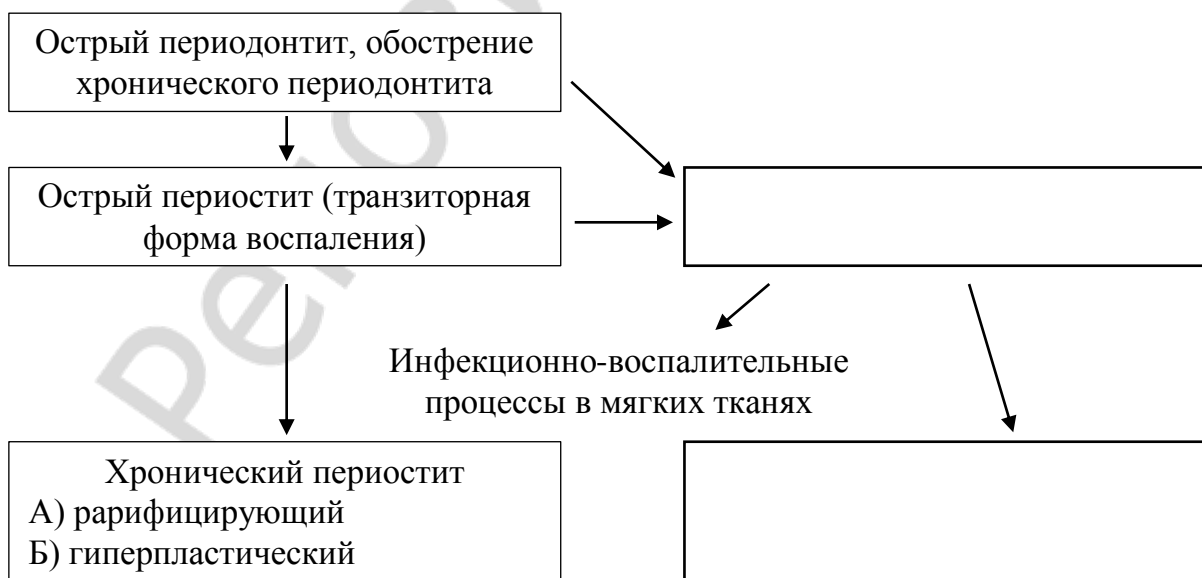 Острый периодонтит, обострение
хронического периодонтита
Острый периостит (транзиторная
форма воспаления)
Инфекционно-воспалительные
процессы в мягких тканях
Хронический периостит
А) рарифицирующий
Б) гиперпластический